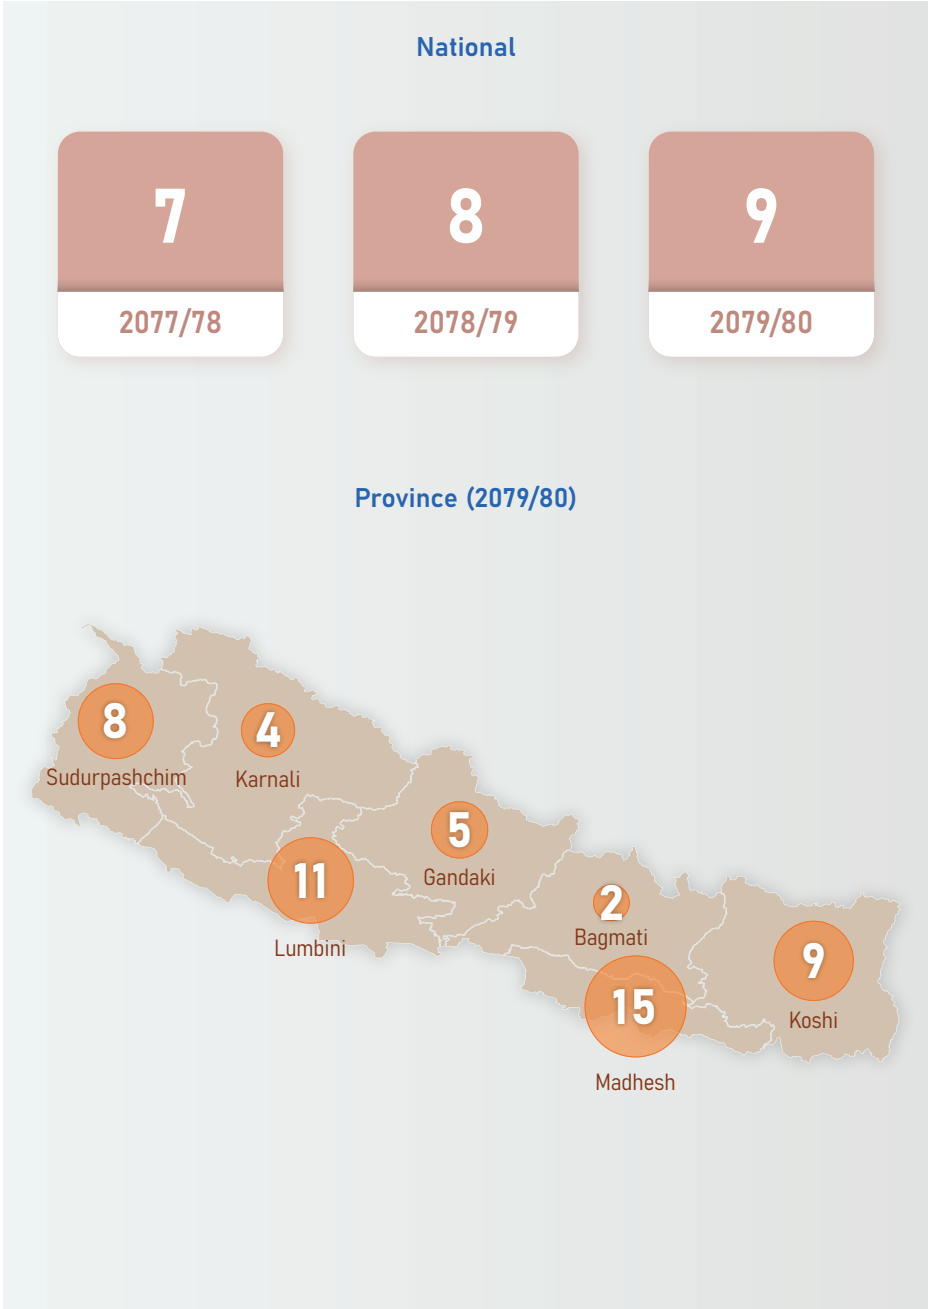 National
7
8
9
2077/78
2078/79
2079/80
Province (2079/80)
8
Sudurpashchim
4
Karnali
5
Gandaki
11
Lumbini
2
Bagmati
15
Madhesh
9
Koshi